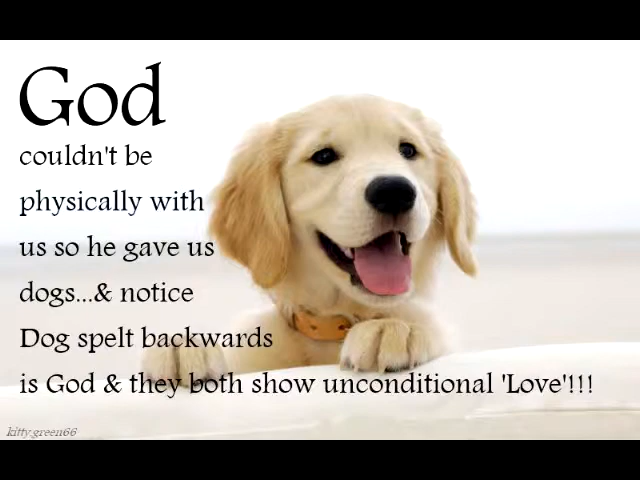 God
couldn't be
physically with
us so he gave us
dogs...& notice
Dog spelt backwards
is God & they both show unconditional 'Love'!!!
kitty.green66